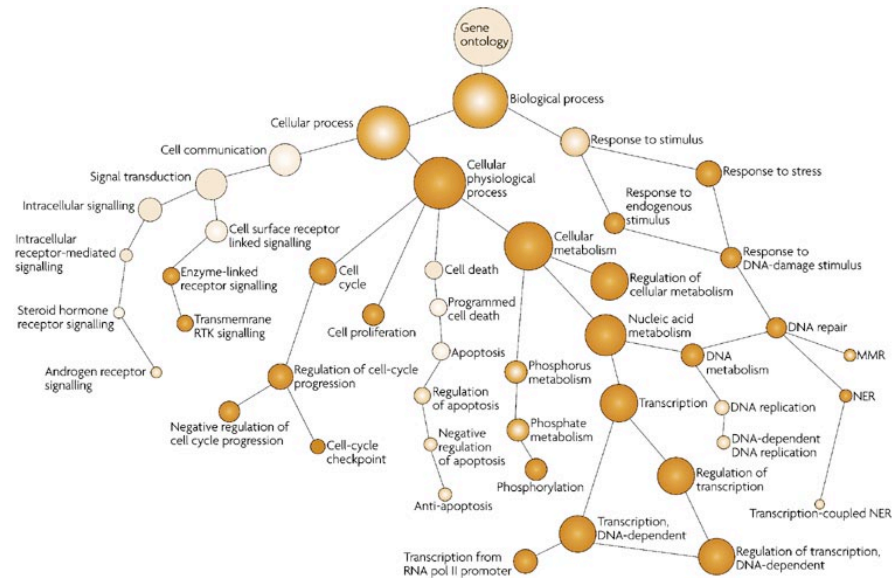 Gene
ontology
Biological process
Cellular process
Response to stimulus
Cell communication
Response to stress
Signal transduction
Cellular
physiological
process
Response to
endogenous
stimulus
Intracellular signalling
Cell surface receptor
linked signalling
Cellular
metabolism
Intracellular
receptor-mediated
signalling
Response to
DNA-damage stimulus
Enzyme-linked
receptor signalling
Cell
cycle
Cell death
Regulation of
cellular metabolism
Steroid hormone
receptor signalling
Transmemrane
RTK signalling
Cell proliferation
Programmed
cell death
Nucleic acid
metabolism
DNA repair
Apoptosis
DNA
metabolism
MMR
Androgen receptor
signalling
Regulation of cell-cycle
progression
Phosphorus
metabolism
Regulation
of apoptosis
Transcription
NER
DNA replication
Negative regulation of
cell cycle progression
Phosphate
metabolism
Negative
regulation
of apoptosis
DNA-dependent
DNA replication
Cell-cycle
checkpoint
Phosphorylation
Regulation of
transcription
Anti-apoptosis
Transcription-coupled NER
Transcription,
DNA-dependent
Transcription from
RNA pol II promoter
Regulation of transcription,
DNA-dependent